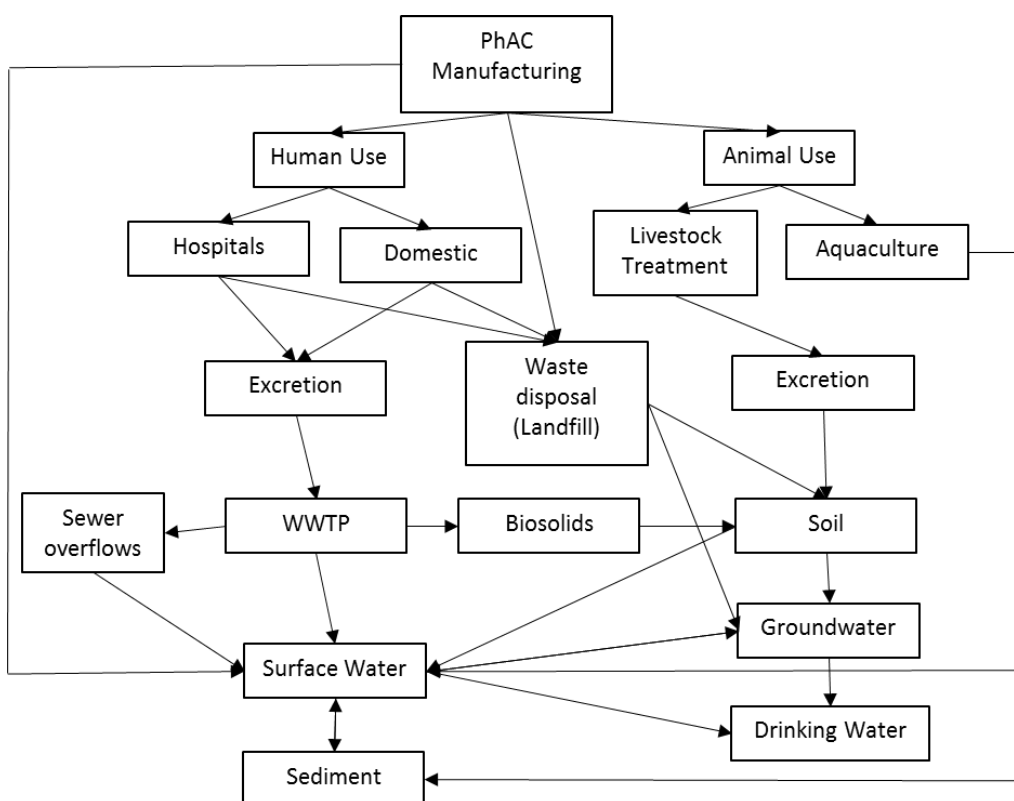 PhAC
Manufacturing
Human Use
Animal Use
Hospitals
Domestic
Livestock
Treatment
Aquaculture
Excretion
Waste
disposal
(Landfill)
Excretion
Sewer
overflows
WWTP
Biosolids
Soil
Groundwater
Surface Water
Drinking Water
Sediment